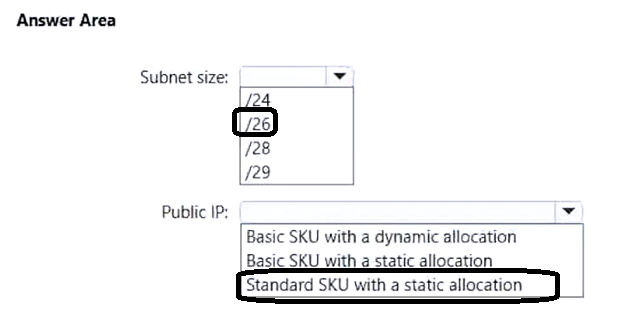 Answer Area
Subnet size:
/24
/26
/28
/29
Public IP:
Basic SKU with a dynamic allocation
Basic SKU with a static allocation
Standard SKU with a static allocation